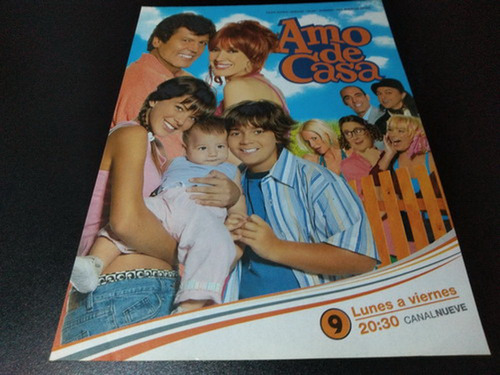 Amo
de
Casa
9
Lunes a viernes
20:30 CANALNUEVE